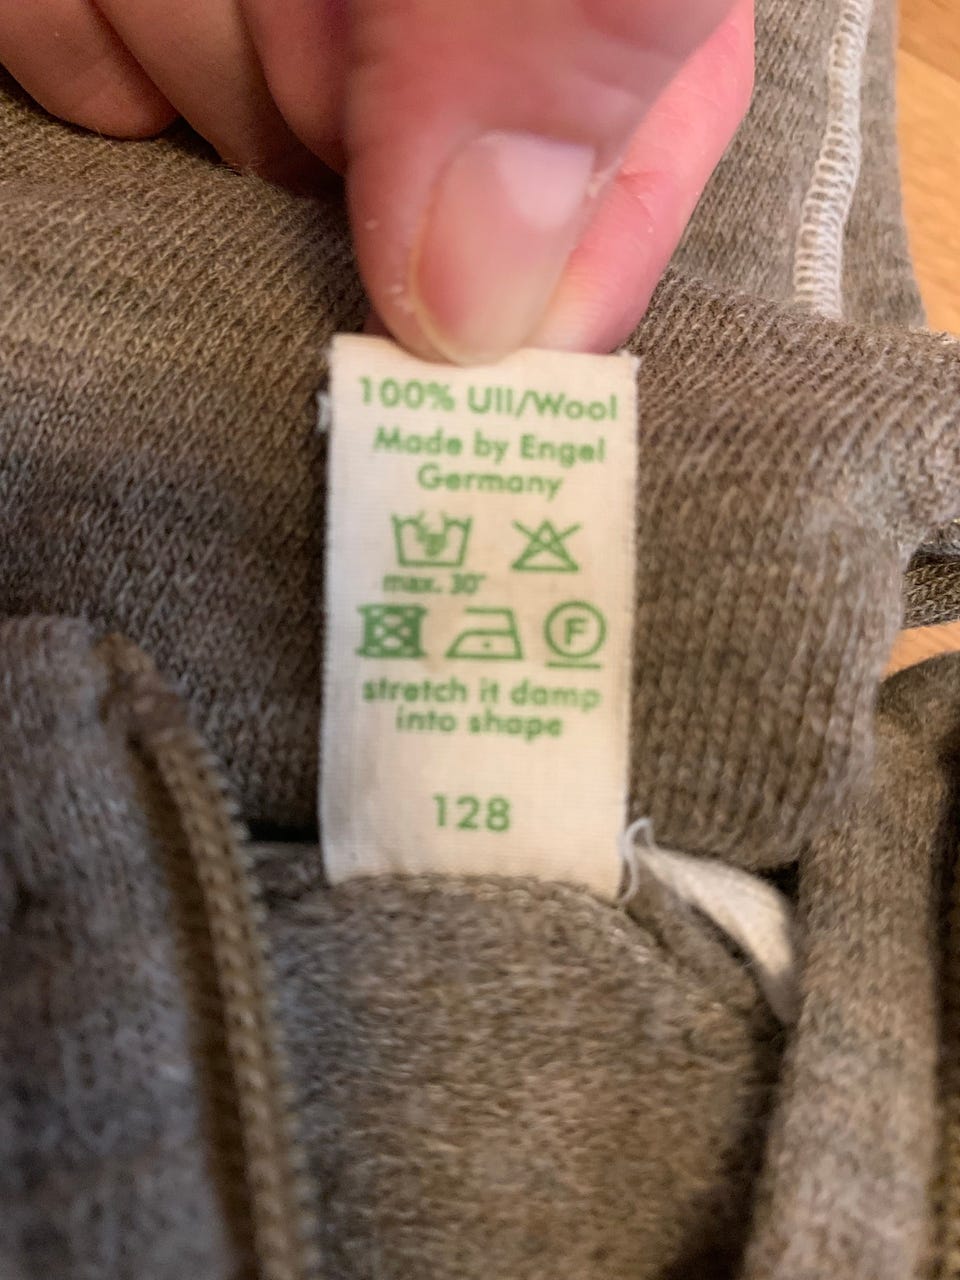 100% Ull/Wool
Made by Engel
Germany
max. 30°
F
stretch it damp
into shape
128